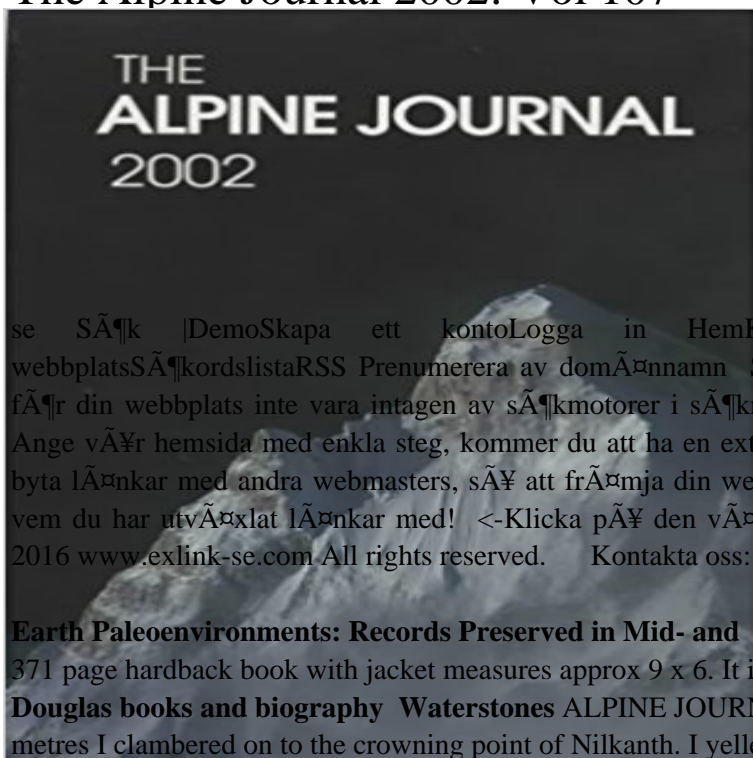 The Alpine Journal 2002: Vol 107
THE
ALPINE JOURNAL
2002
se SÃ¶k |DemoSkapa ett kontoLogga in
webbplatsSÃ¶kordslistaRSS Prenumerera av domÃ¤nnamn
fÃ¶r din webbplats inte vara intagen av sÃ¶kmotorer i
Ange vÃ¥r hemsida med enkla steg, kommer du att ha en
byta lÃ¤nkar med andra webmasters, sÃ¥ att frÃ¤mja din
vem du har utvÃ¤xlat lÃ¤nkar med! <-Klicka pÃ¥ den
2016 www.exlink-se.com All rights reserved. Kontakta oss:
Earth Paleoenvironments: Records Preserved in Mid- and
371 page hardback book with jacket measures approx 9 x 6. It
Douglas books and biography Waterstones ALPINE
metres I clambered on to the crowning point of Nilkanth. I